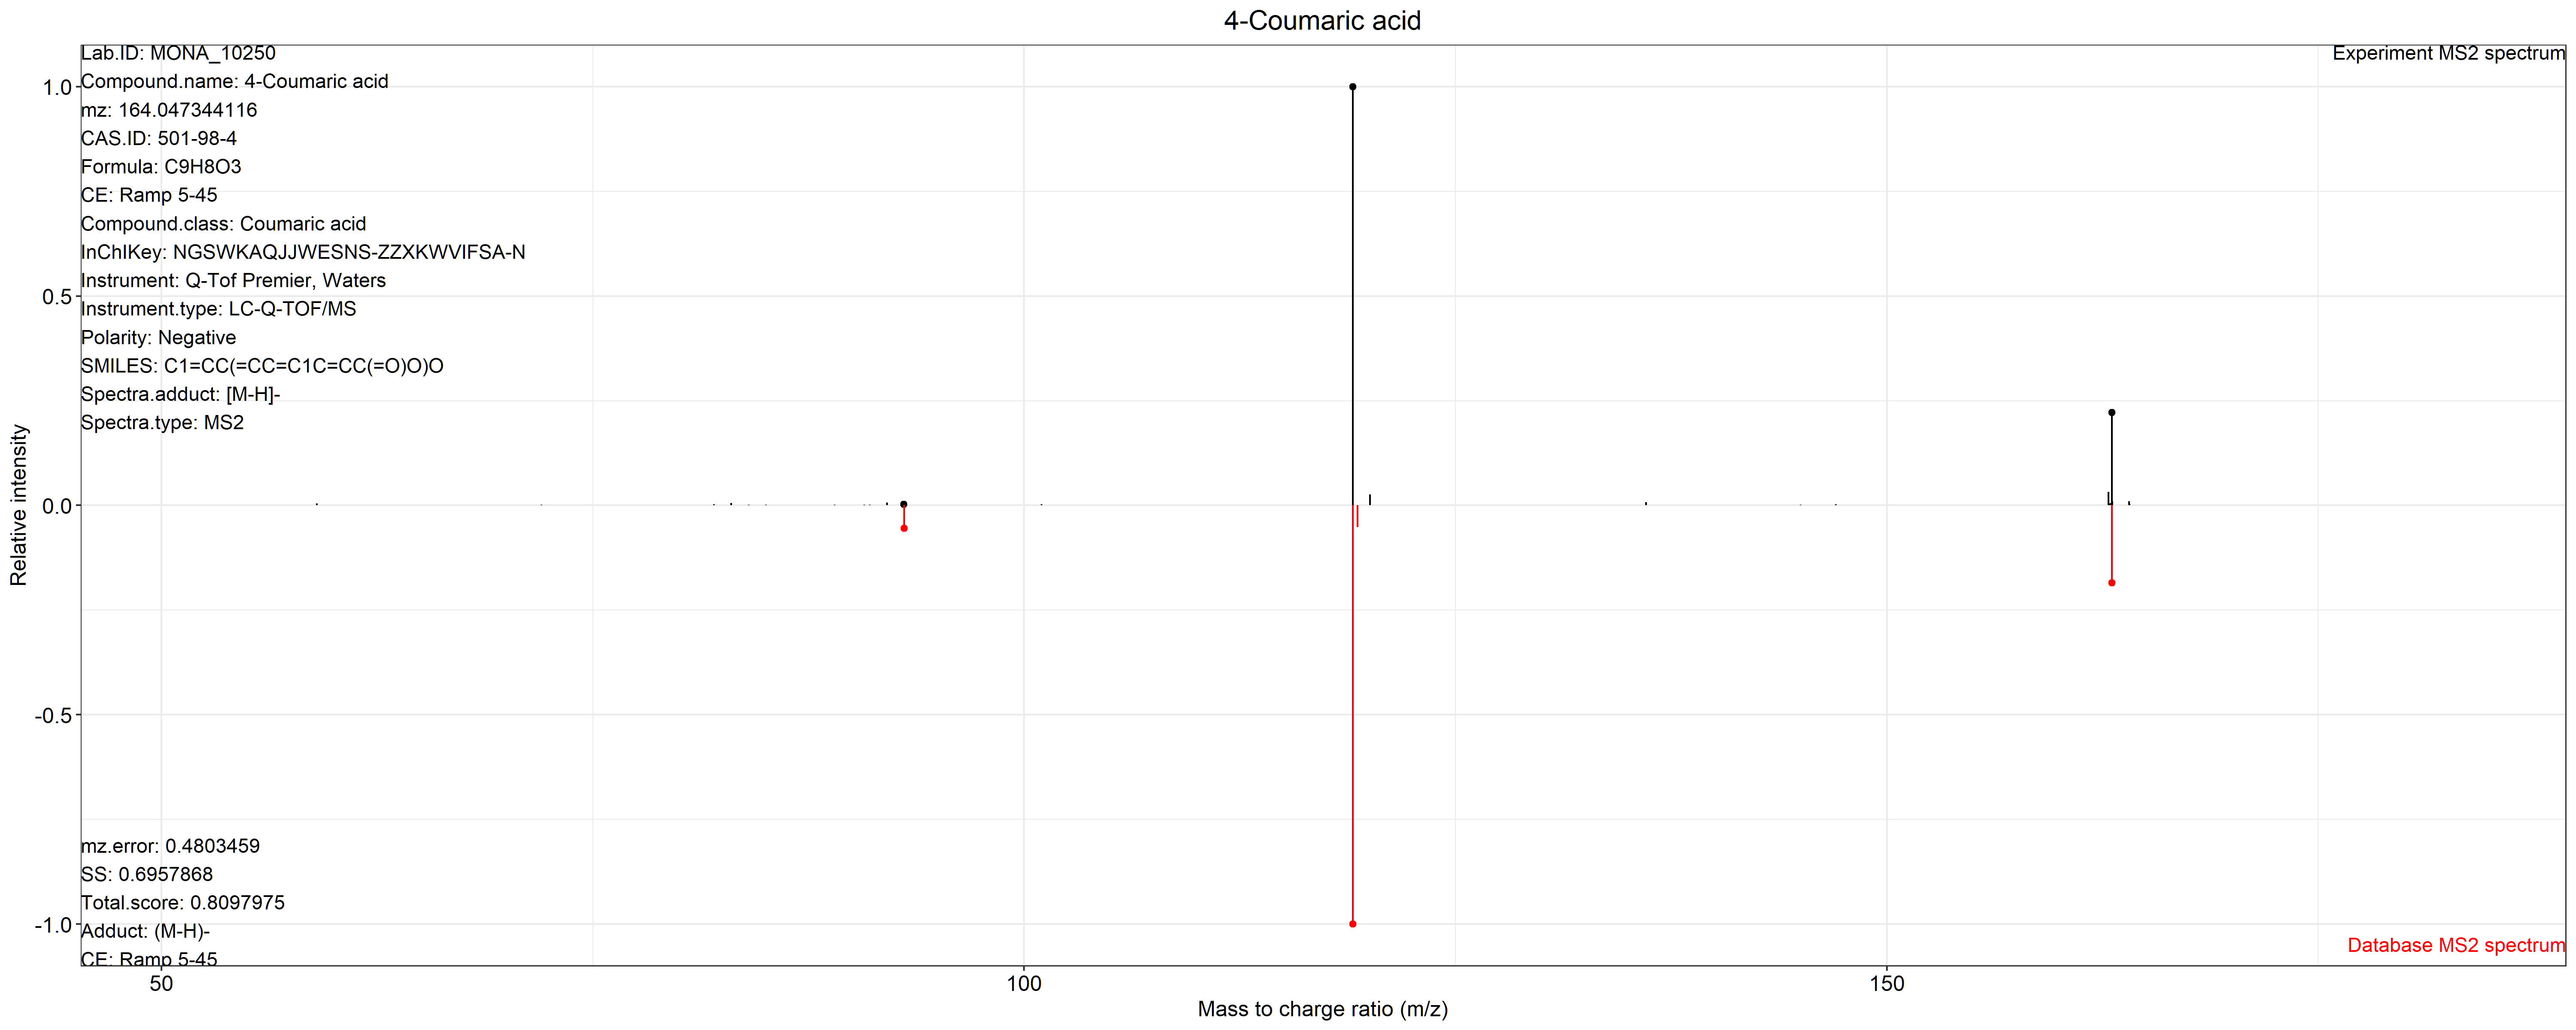 4-Coumaric acid
Lab.ID: MONA_10250
Experiment MS2 spectrum
Compound.name: 4-Coumaric acid
mz: 164.047344116
CAS.ID: 501-98-4
Formula: C9H8O3
CE: Ramp 5-45
Compound.class: Coumaric acid
InChIKey: NGSWKAQJJWESNS-ZZXKWVIFSA-N
Instrument: Q-Tof Premier, Waters
Instrument.type: LC-Q-TOF/MS
Polarity: Negative
SMILES: C1=CC(=CC=C1C=CC(=O)O)O
Spectra.adduct: [M-H]-
Spectra.type: MS2
1.0
0.5
0.0
-0.5
-1.0
Relative intensity
mz.error: 0.4803459
SS: 0.6957868
Total.score: 0.8097975
Adduct: (M-H)-
CE: Ramp 5-45
Database MS2 spectrum
50
100
150
Mass to charge ratio (m/z)